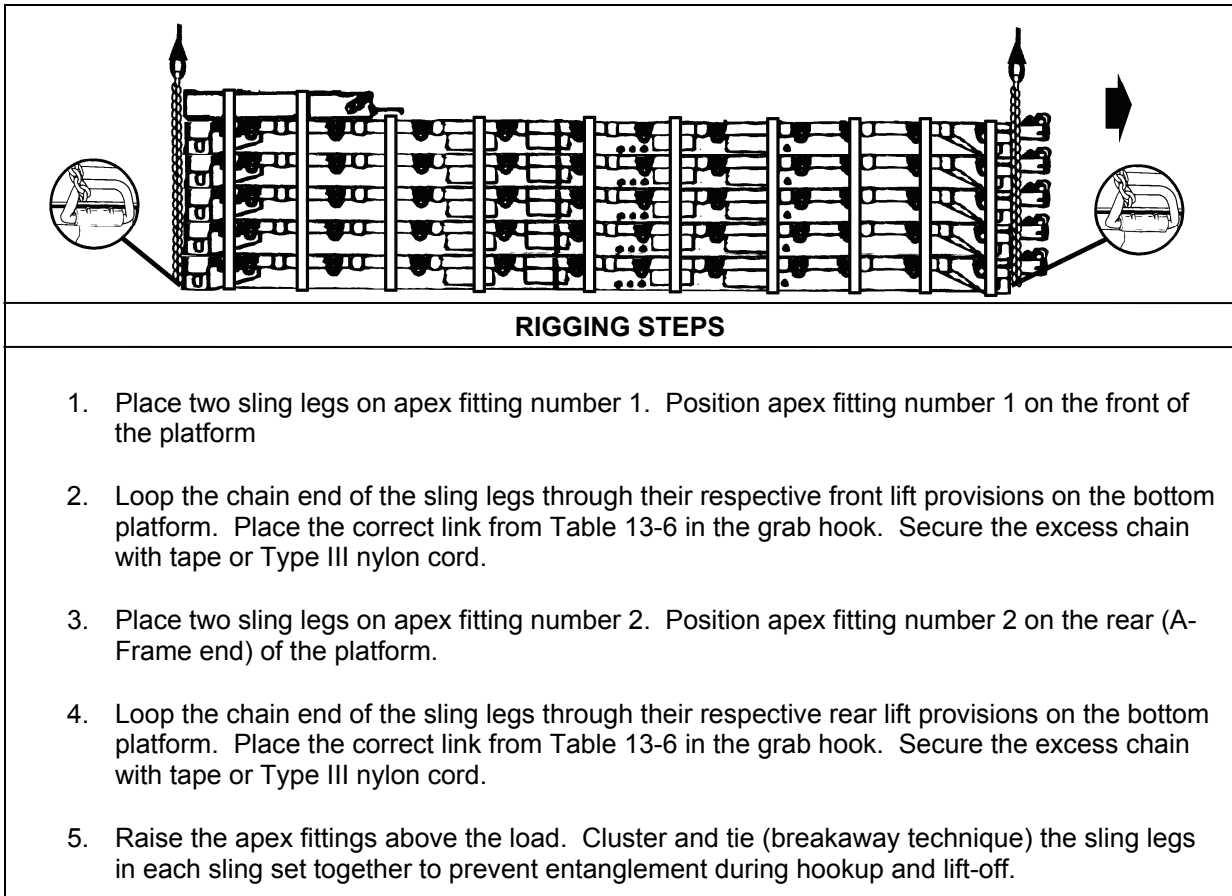 RIGGING STEPS
1. Place two sling legs on apex fitting number 1. Position apex fitting number 1 on the front of
the platform
2. Loop the chain end of the sling legs through their respective front lift provisions on the bottom
platform. Place the correct link from Table 13-6 in the grab hook. Secure the excess chain
with tape or Type III nylon cord.
3. Place two sling legs on apex fitting number 2. Position apex fitting number 2 on the rear (A-
Frame end) of the platform.
4. Loop the chain end of the sling legs through their respective rear lift provisions on the bottom
platform. Place the correct link from Table 13-6 in the grab hook. Secure the excess chain
with tape or Type III nylon cord.
5. Raise the apex fittings above the load. Cluster and tie (breakaway technique) the sling legs
in each sling set together to prevent entanglement during hookup and lift-off.